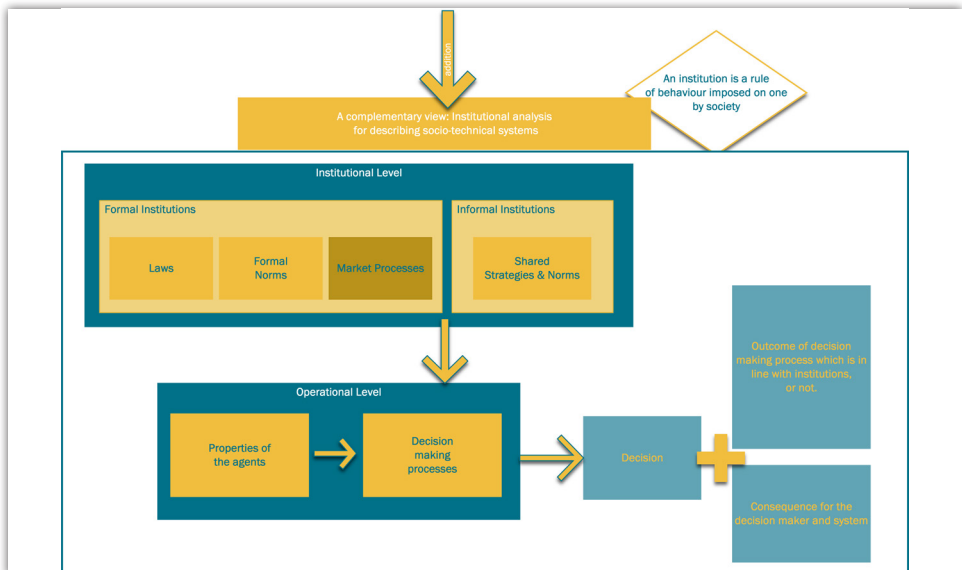 addition
An institution is a rule
of behaviour imposed on one
by society
A complementary view: Institutional analysis
for describing socio-technical systems
Institutional Level
Formal Institutions
Informal Institutions
Laws
Formal
Norms
Market Processes
Shared
Strategies & Norms
Operational Level
Properties of
the agents
Decision
making
processes
Decision
Outcome of decision
making process which is in
line with institutions,
or not.
Consequence for the
decision maker and system